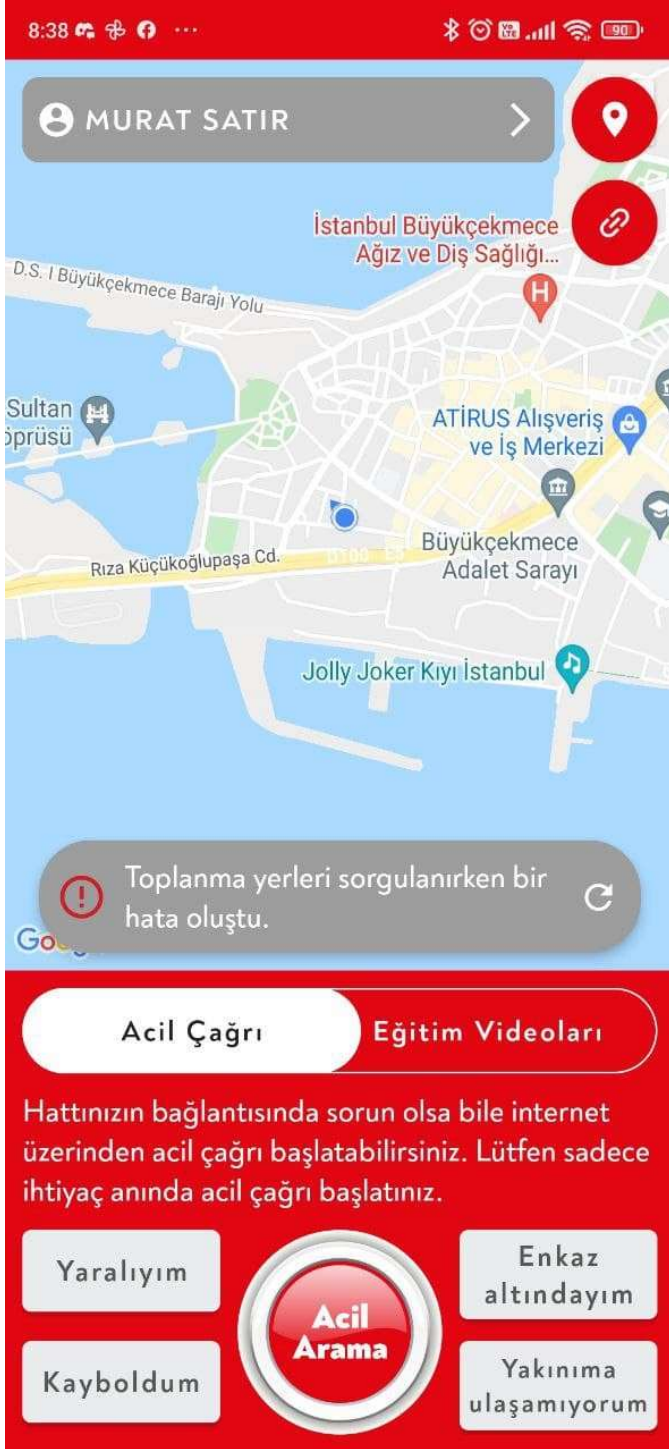 8:38
Vo
LTE
90
MURAT SATIR
İstanbul Büyükçekmece
Ağız ve Diş Sağlığı...
H
D.S. I Büyükçekmece Barajı Yolu
Sultan
öprüsü
ATİRUS Alışveriş
ve İş Merkezi
Büyükçekmece
Adalet Sarayı
Rıza Küçükoğlupaşa Cd.
D100 E5
Jolly Joker Kıyı İstanbul
Toplanma yerleri sorgulanırken bir
hata oluştu.
Acil Çağrı
Eğitim Videoları
Hattınızın bağlantısında sorun olsa bile internet
üzerinden acil çağrı başlatabilirsiniz. Lütfen sadece
ihtiyaç anında acil çağrı başlatınız.
Yaralıyım
Enkaz
altındayım
Acil
Arama
Kayboldum
Yakınıma
ulaşamıyorum